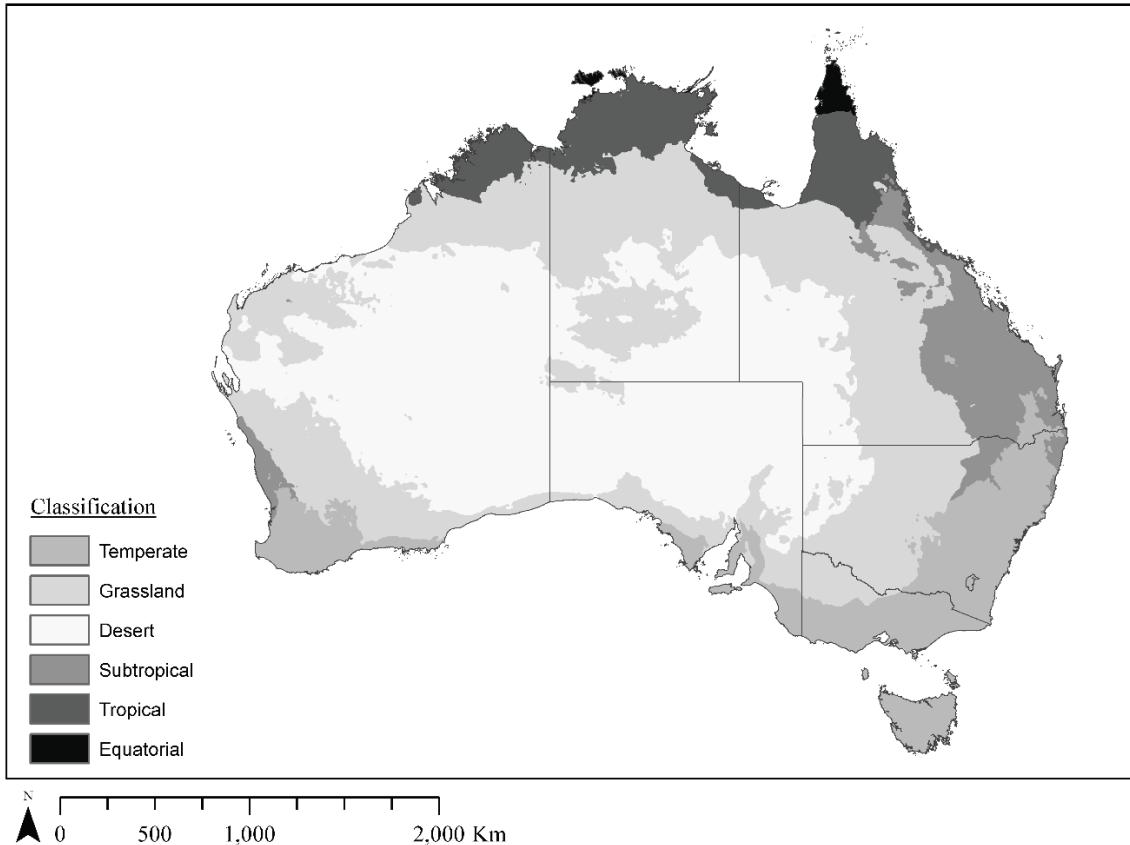 Classification
Temperate
Grassland
Desert
Subtropical
Tropical
Equatorial
N
0 500 1,000 2,000 Km